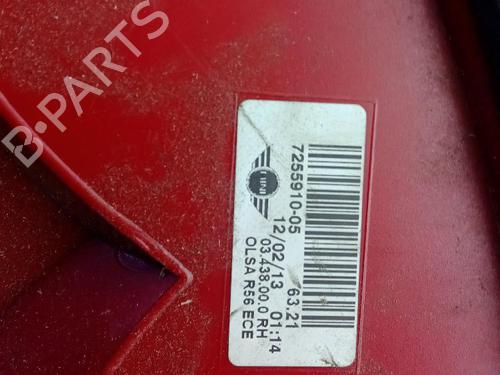 B-PARTS
7255910-05 63.21
MINI
12/02/13 01:14
03.438.00.0 RH
OLSA R56 ECE